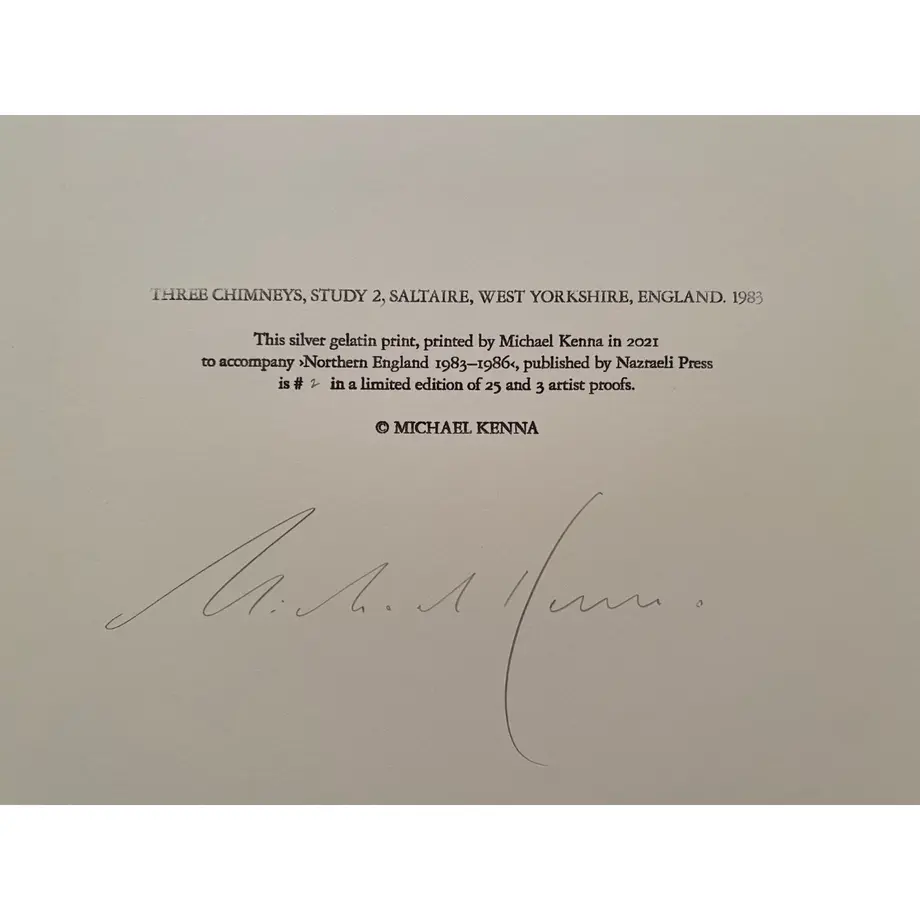 THREE CHIMNEYS, STUDY 2, SALTAIRE, WEST YORKSHIRE, ENGLAND. 1983
This silver gelatin print, printed by Michael Kenna in 2021
to accompany ›Northern England 1983–1986‹, published by Nazraeli Press
is # 2 in a limited edition of 25 and 3 artist proofs.
© MICHAEL KENNA
Michael Kenna.